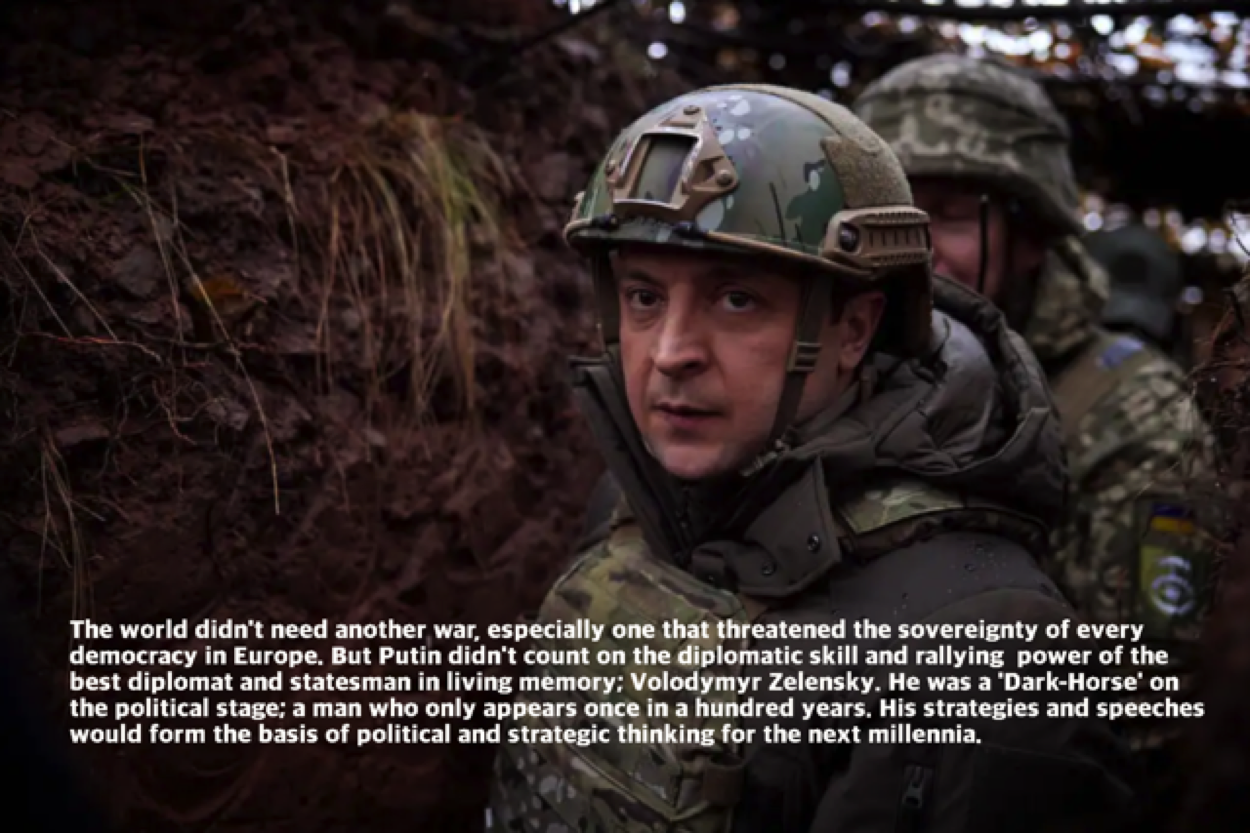 The world didn't need another war, especially one that threatened the sovereignty of every
democracy in Europe. But Putin didn't count on the diplomatic skill and rallying  power of the
best diplomat and statesman in living memory; Volodymyr Zelensky. He was a 'Dark-Horse' on
the political stage; a man who only appears once in a hundred years. His strategies and speeches
would form the basis of political and strategic thinking for the next millennia.